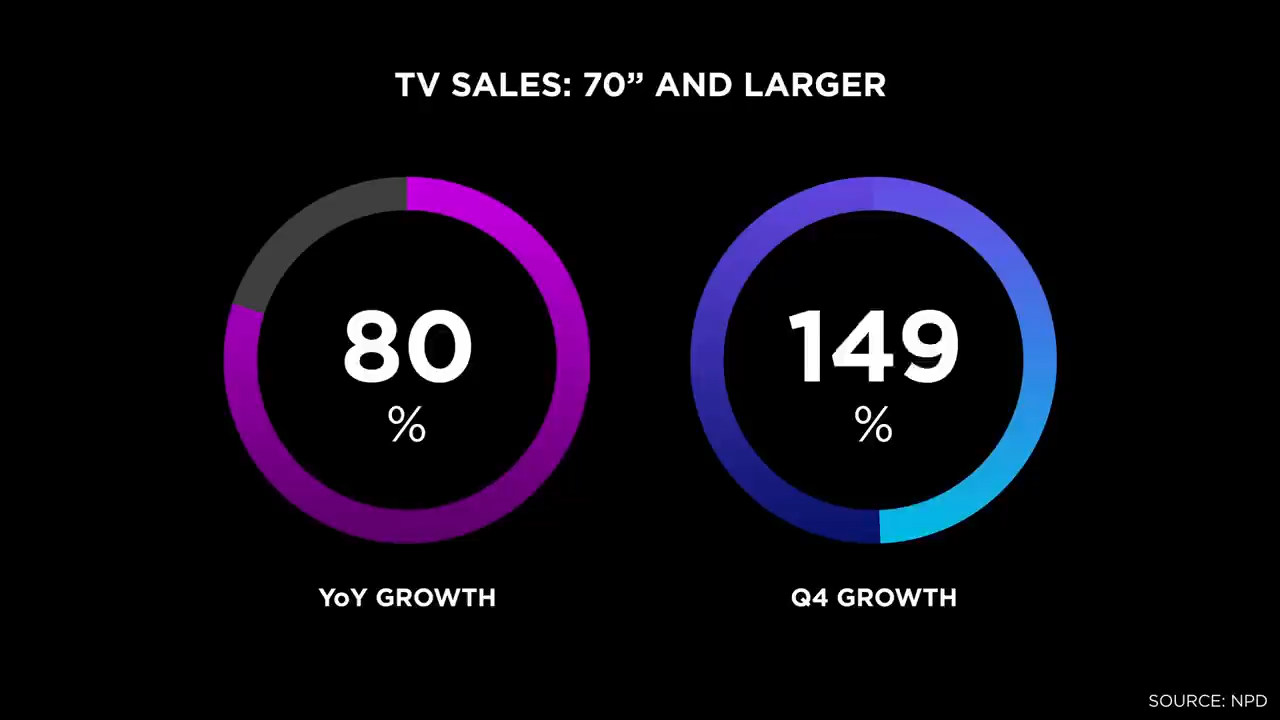 TV SALES: 70” AND LARGER
80
%
YoY GROWTH
149
%
Q4 GROWTH
SOURCE: NPD